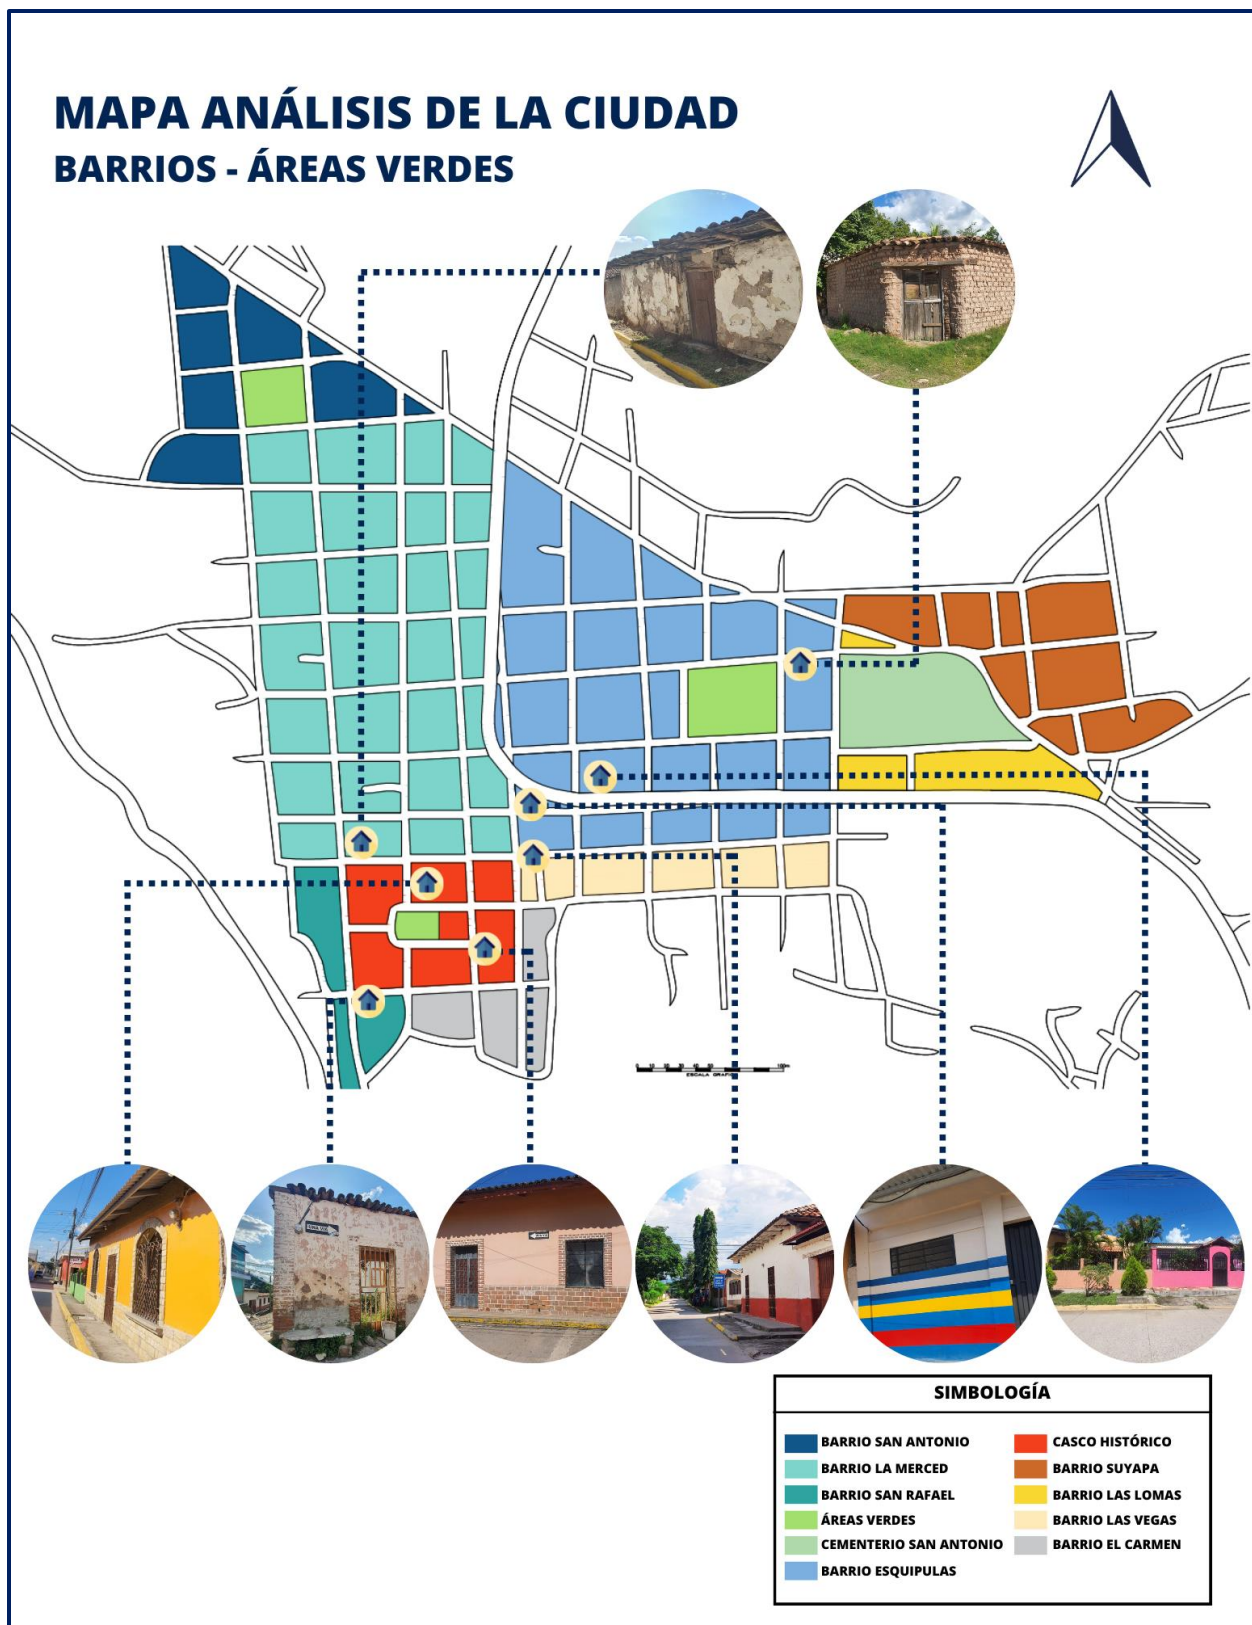 MAPA ANÁLISIS DE LA CIUDAD
BARRIOS - ÁREAS VERDES
ESCALA GRAFICA
SIMBOLOGÍA
BARRIO SAN ANTONIO
BARRIO LA MERCED
BARRIO SAN RAFAEL
ÁREAS VERDES
CEMENTERIO SAN ANTONIO
BARRIO ESQUIPULAS
CASCO HISTÓRICO
BARRIO SUYAPA
BARRIO LAS LOMAS
BARRIO LAS VEGAS
BARRIO EL CARMEN